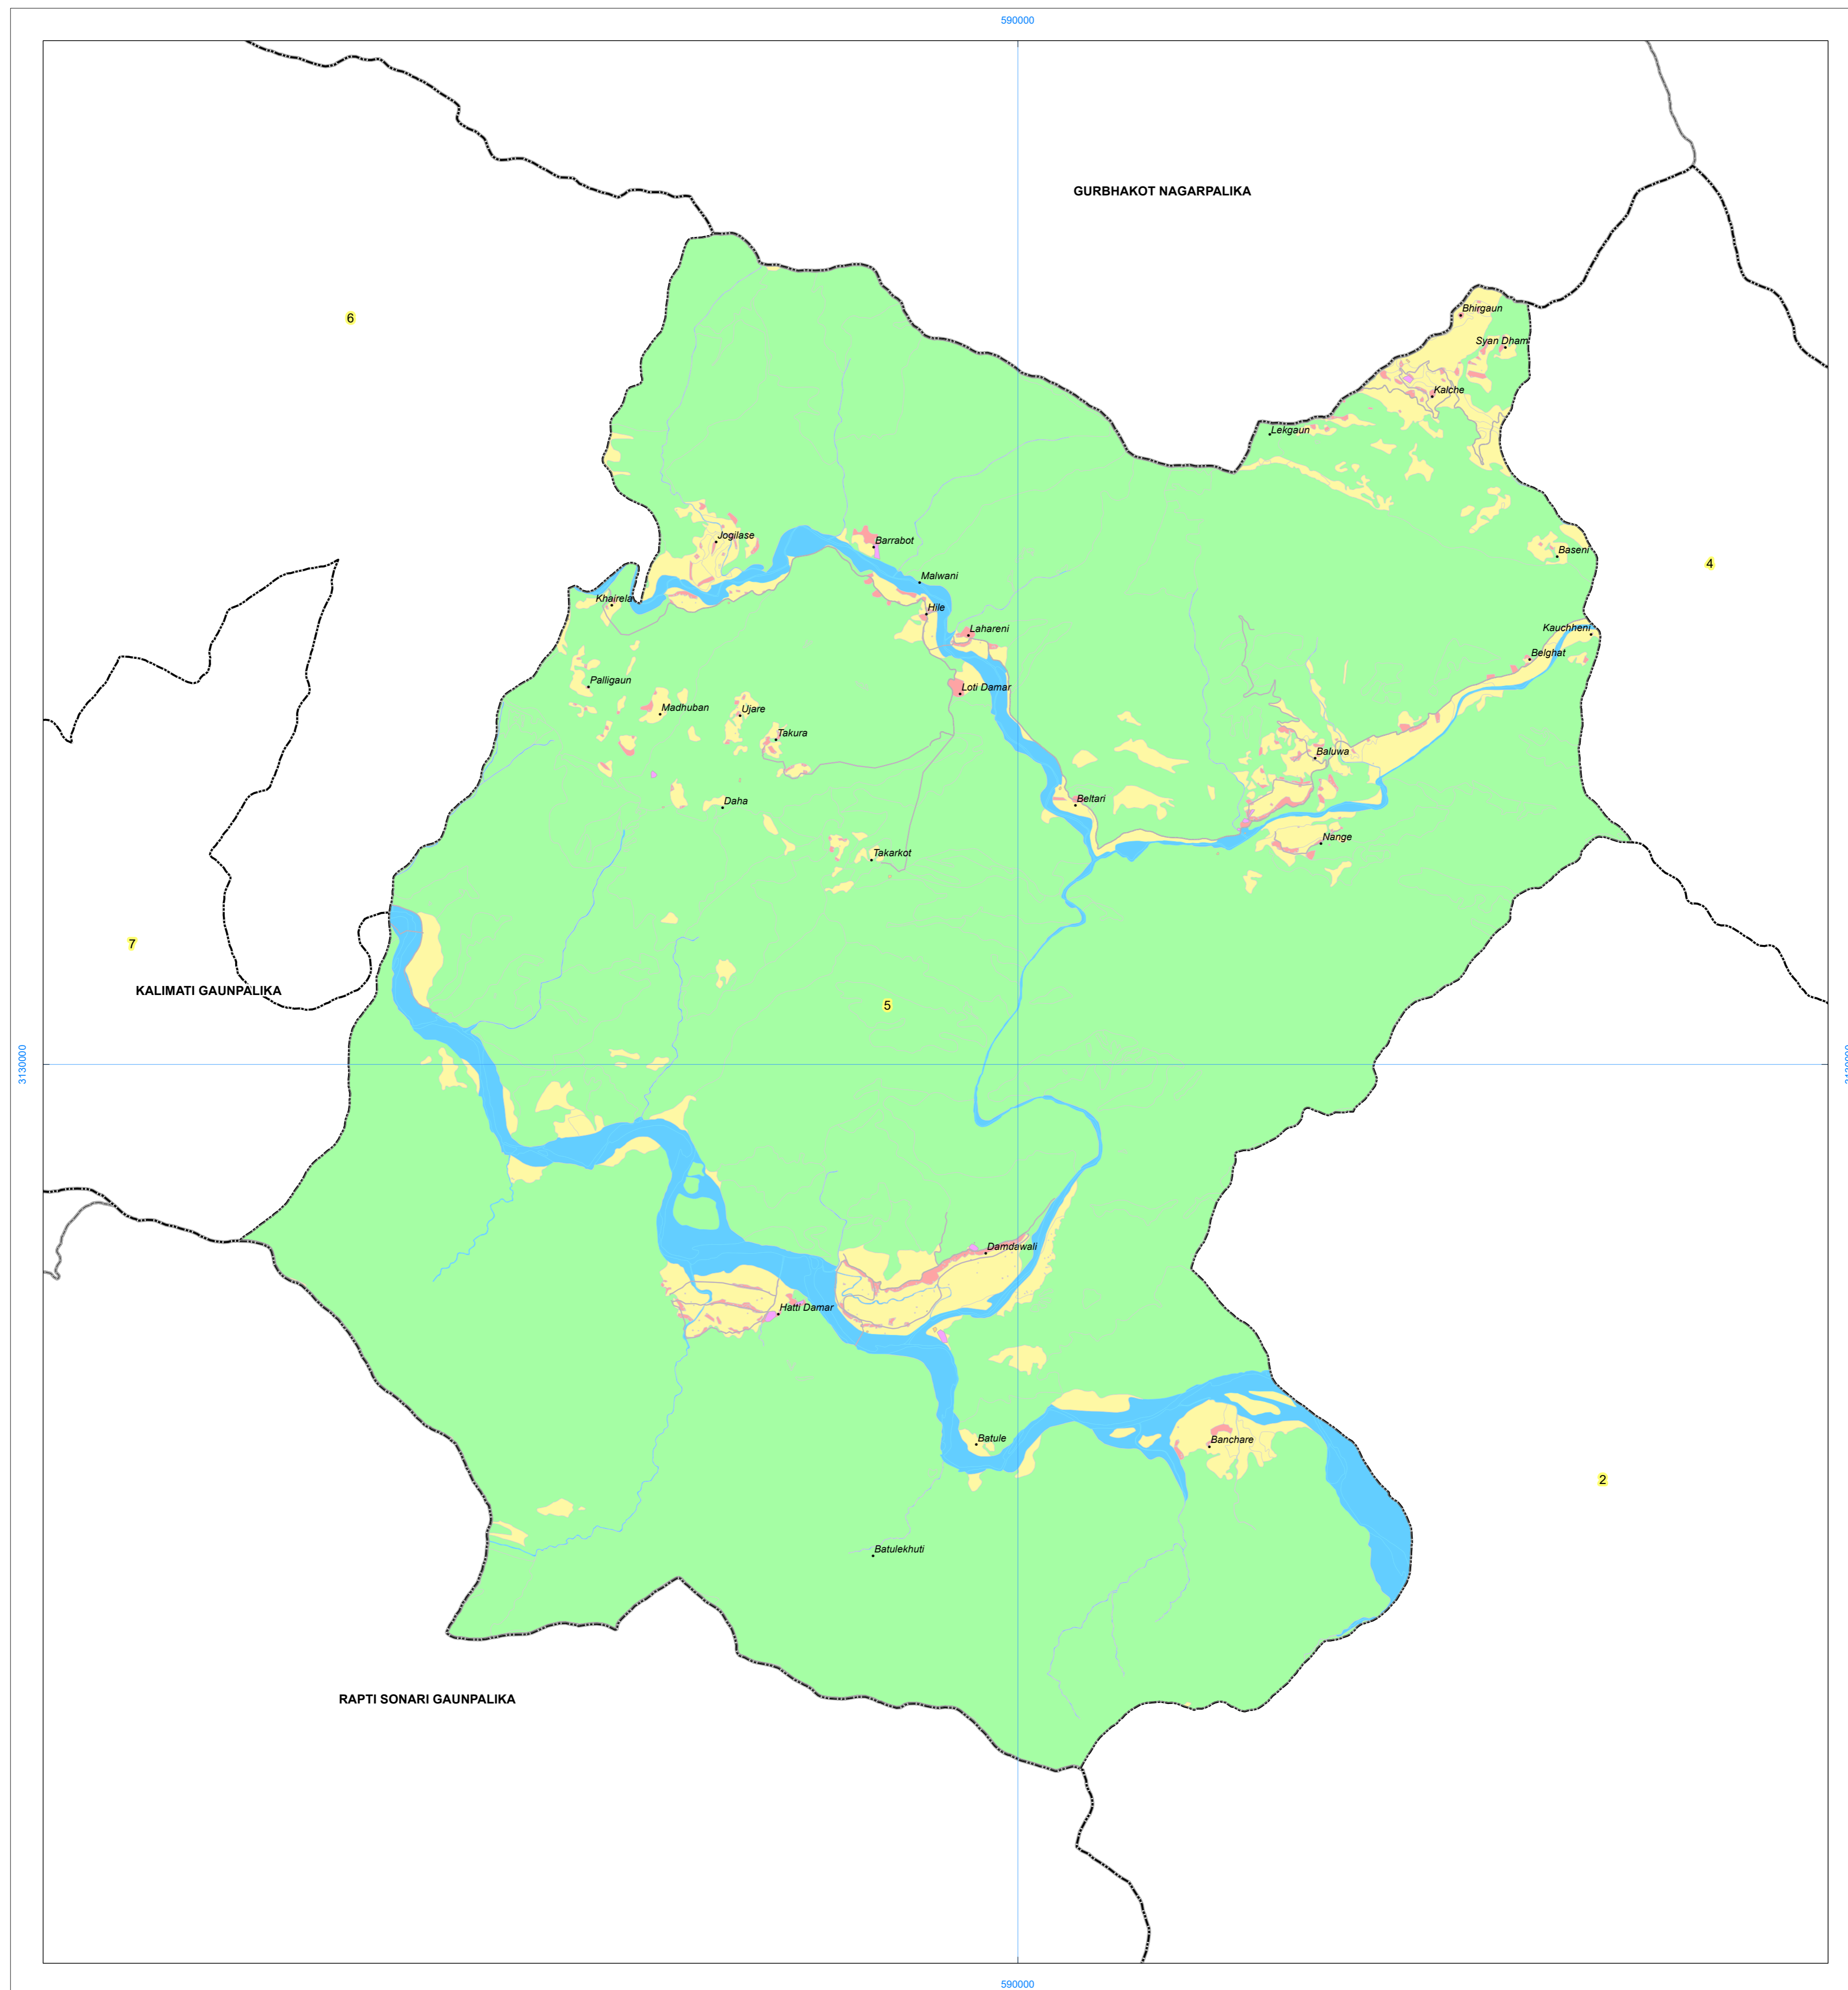 590000
GURBHAKOT NAGARPALIKA
Bhirgaun
6
Syan Dham
Kalche
Lekgaun
Jogilase
Barrabot
Baseni
4
Malwani
Khairela
Hile
Kauchheni
Lahareni
Belghat
Palligaun
Loti Damar
Madhuban
Ujare
Takura
Baluwa
Daha
Beltari
Nange
Takarkot
7
KALIMATI GAUNPALIKA
5
3130000
Damdawali
Hatti Damar
Batule
Banchare
2
Batulekhuti
RAPTI SONARI GAUNPALIKA
590000